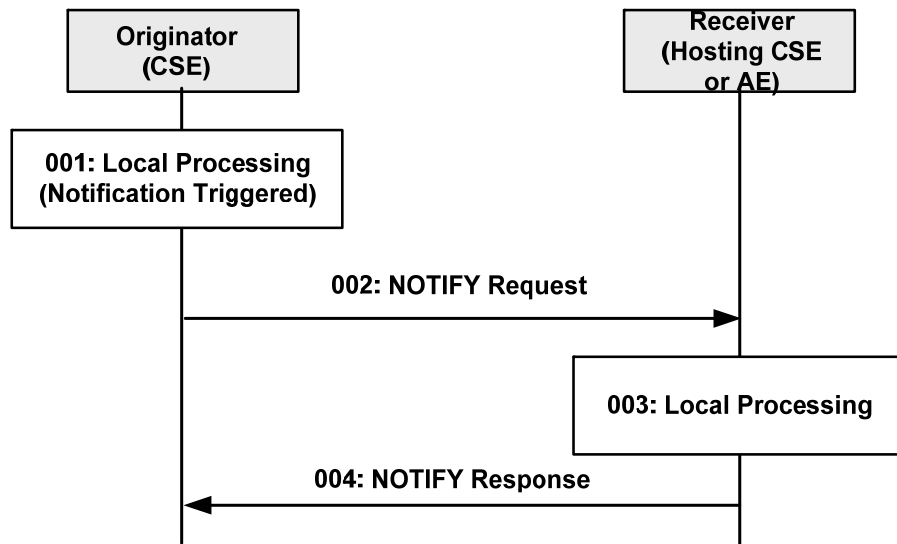 Originator
(CSE)
Receiver
(Hosting CSE
or AE)
001: Local Processing
(Notification Triggered)
002: NOTIFY Request
003: Local Processing
004: NOTIFY Response